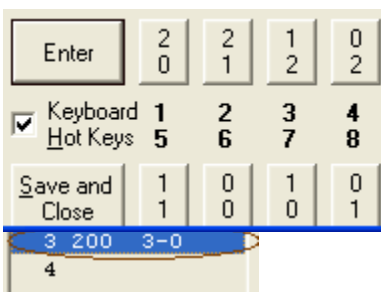 Enter 2 2 1 0
0 1 2 2
Keyboard 1 2 3 4
Hot Keys 5 6 7 8
Save and 1 0 1 0
Close 1 0 0 1
3 200 3-0
4